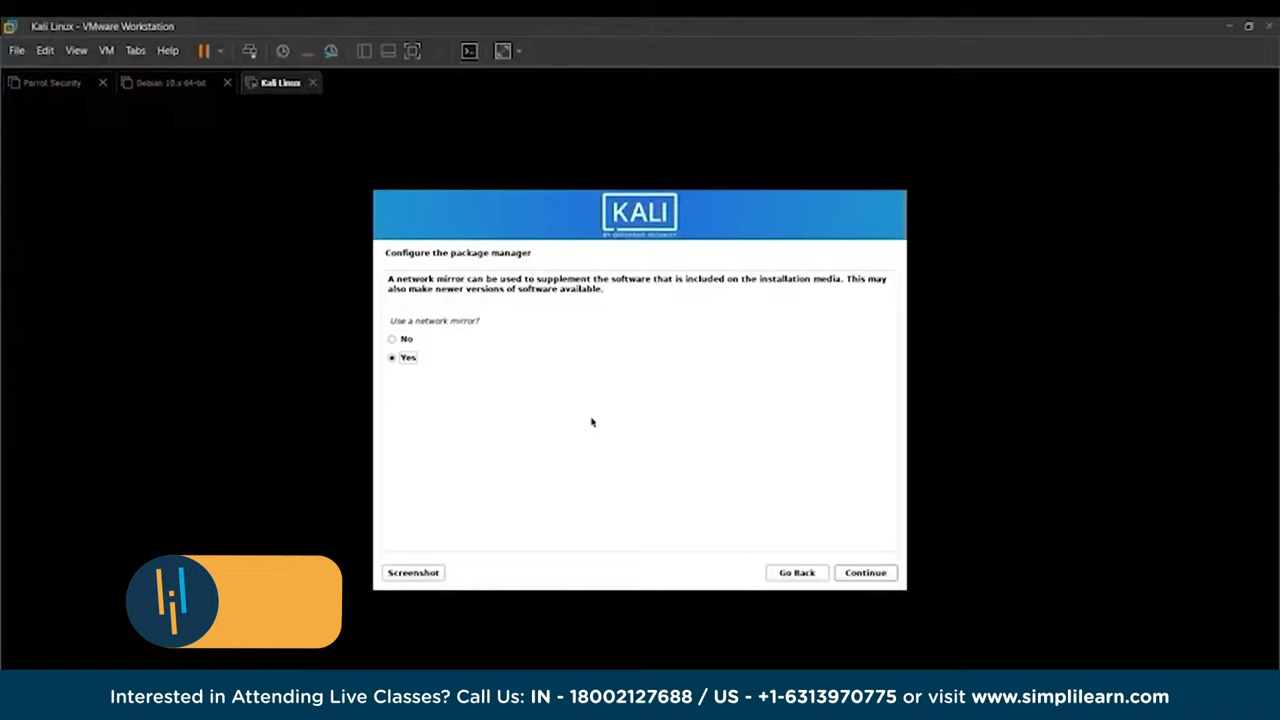 Kali Linux - VMware Workstation
File Edit View VM Tabs Help
Parrot Security Debian 10.x 64-bit Kali Linux
KALI
BY OFFENSIVE SECURITY
Configure the package manager
A network mirror can be used to supplement the software that is included on the installation media. This may
also make newer versions of software available.
Use a network mirror?
No
Yes
Screenshot Go Back Continue
Interested in Attending Live Classes? Call Us: IN - 18002127688 / US - +1-6313970775 or visit www.simplilearn.com